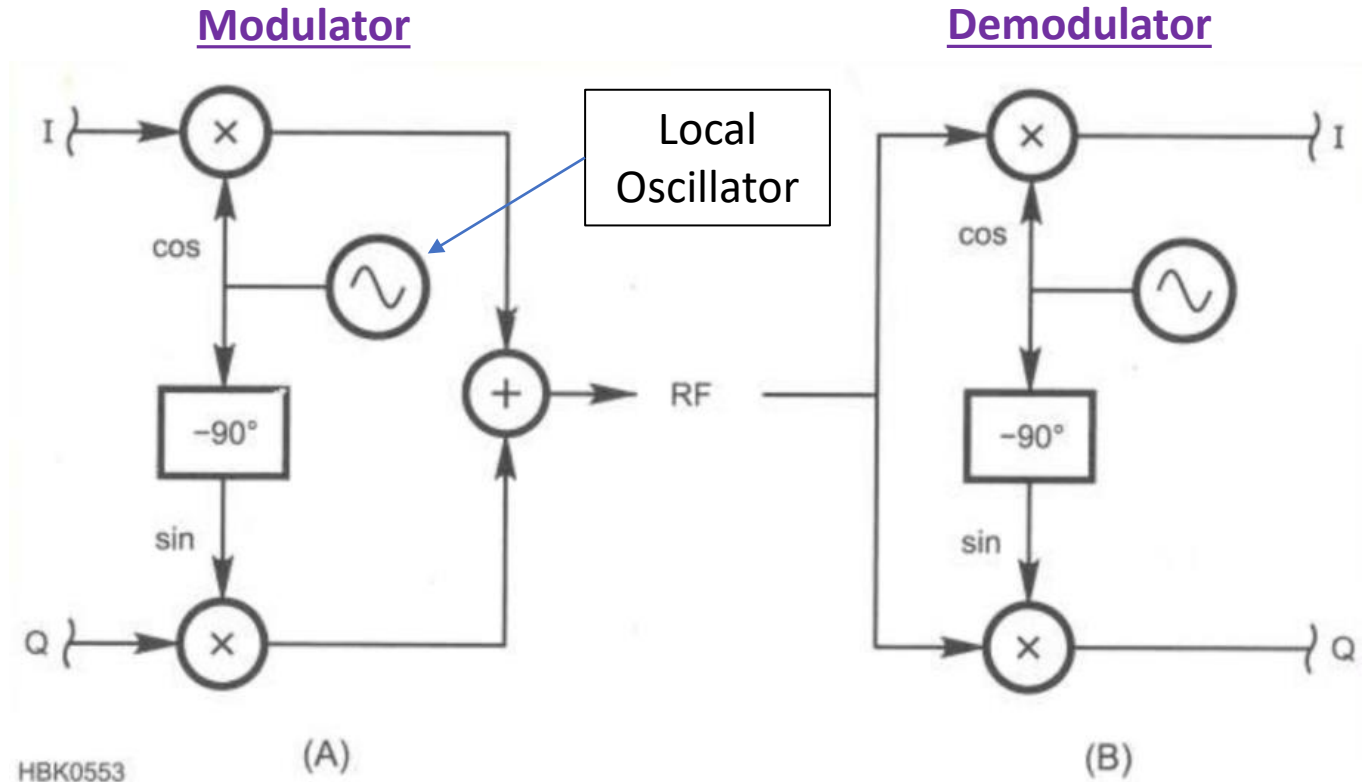 Modulator
Demodulator
I
×
Local
Oscillator
×
I
cos
cos
+
RF
−90°
−90°
sin
sin
Q
×
×
Q
(A)
(B)
HBK0553